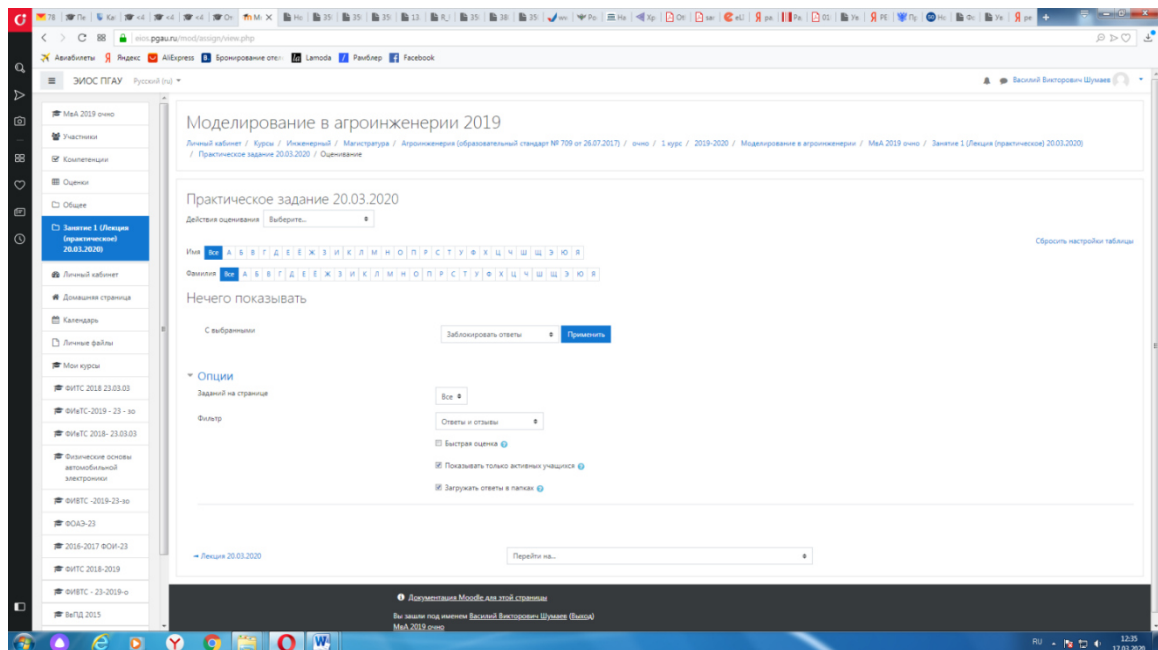 eios.pgau.ru/mod/assign/view.php
Авиабилеты Яндекс AliExpress Бронирование отел Lamoda Рамблер Facebook
ЭИОС ПГАУ Русский (ru)
Василий Викторович Шумаев
МвА 2019 очно
Участники
Компетенции
Оценки
Общее
Занятие 1 (Лекция
(практическое)
20.03.2020)
Личный кабинет
Домашняя страница
Календарь
Личные файлы
Мои курсы
ФИТС 2018 23.03.03
ФИвТС-2019 - 23 - зо
ФИвТС 2018- 23.03.03
Физические основы
автомобильной
электроники
ФИВТС -2019-23-зо
ФОАЭ-23
2016-2017 ФОИ-23
ФИТС 2018-2019
ФИВТС - 23-2019-о
ВвПД 2015
Моделирование в агроинженерии 2019
Личный кабинет / Курсы / Инженерный / Магистратура / Агроинженерия (образовательный стандарт № 709 от 26.07.2017) / очно / 1 курс / 2019-2020 / Моделирование в агроинженерии / МвА 2019 очно / Занятие 1 (Лекция (практическое) 20.03.2020)
/ Практическое задание 20.03.2020 / Оценивание
Практическое задание 20.03.2020
Действия оценивания Выберите...
Сбросить настройки таблицы
Имя Все А Б В Г Д Е Ё Ж З И К Л М Н О П Р С Т У Ф Х Ц Ч Ш Щ Э Ю Я
Фамилия Все А Б В Г Д Е Ё Ж З И К Л М Н О П Р С Т У Ф Х Ц Ч Ш Щ Э Ю Я
Нечего показывать
С выбранными Заблокировать ответы Применить
Опции
Заданий на странице Все
Фильтр Ответы и отзывы
Быстрая оценка
Показывать только активных учащихся
Загружать ответы в папках
→ Лекция 20.03.2020 Перейти на...
Документация Moodle для этой страницы
Вы зашли под именем Василий Викторович Шумаев (Выход)
МвА 2019 очно
RU 12:35
17.03.2020